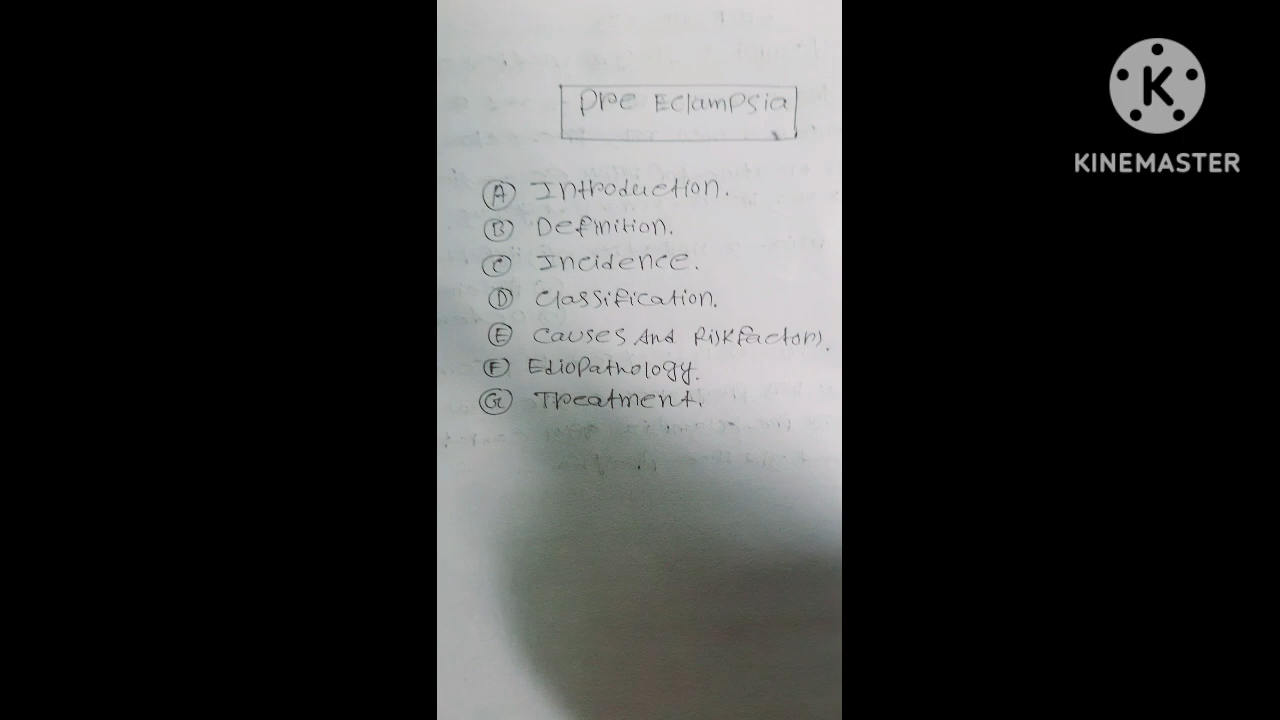 Pre Eclampsia
KINEMASTER
A Introduction.
B Definition.
C Incidence.
D Classification.
E Causes And Riskfactors.
F Ediopathology.
G Treatment.